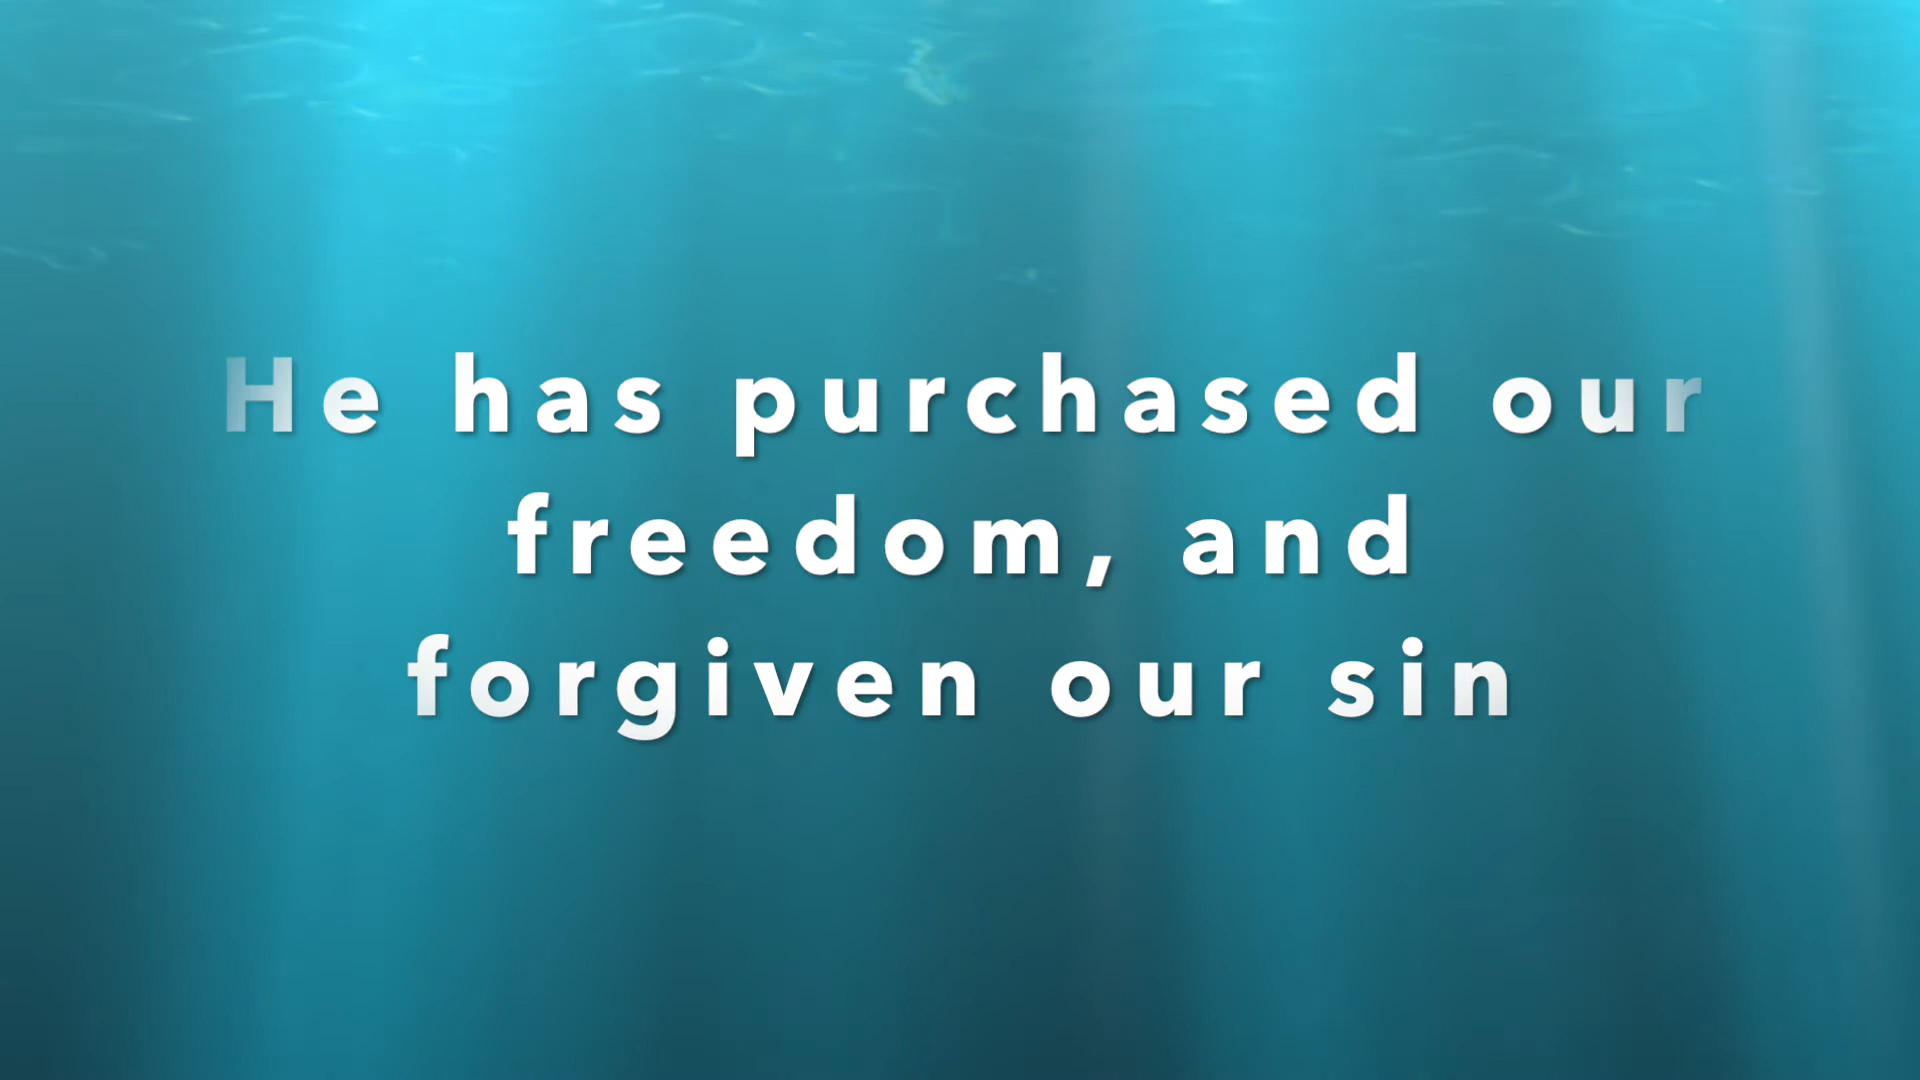 He has purchased our
freedom, and
forgiven our sin